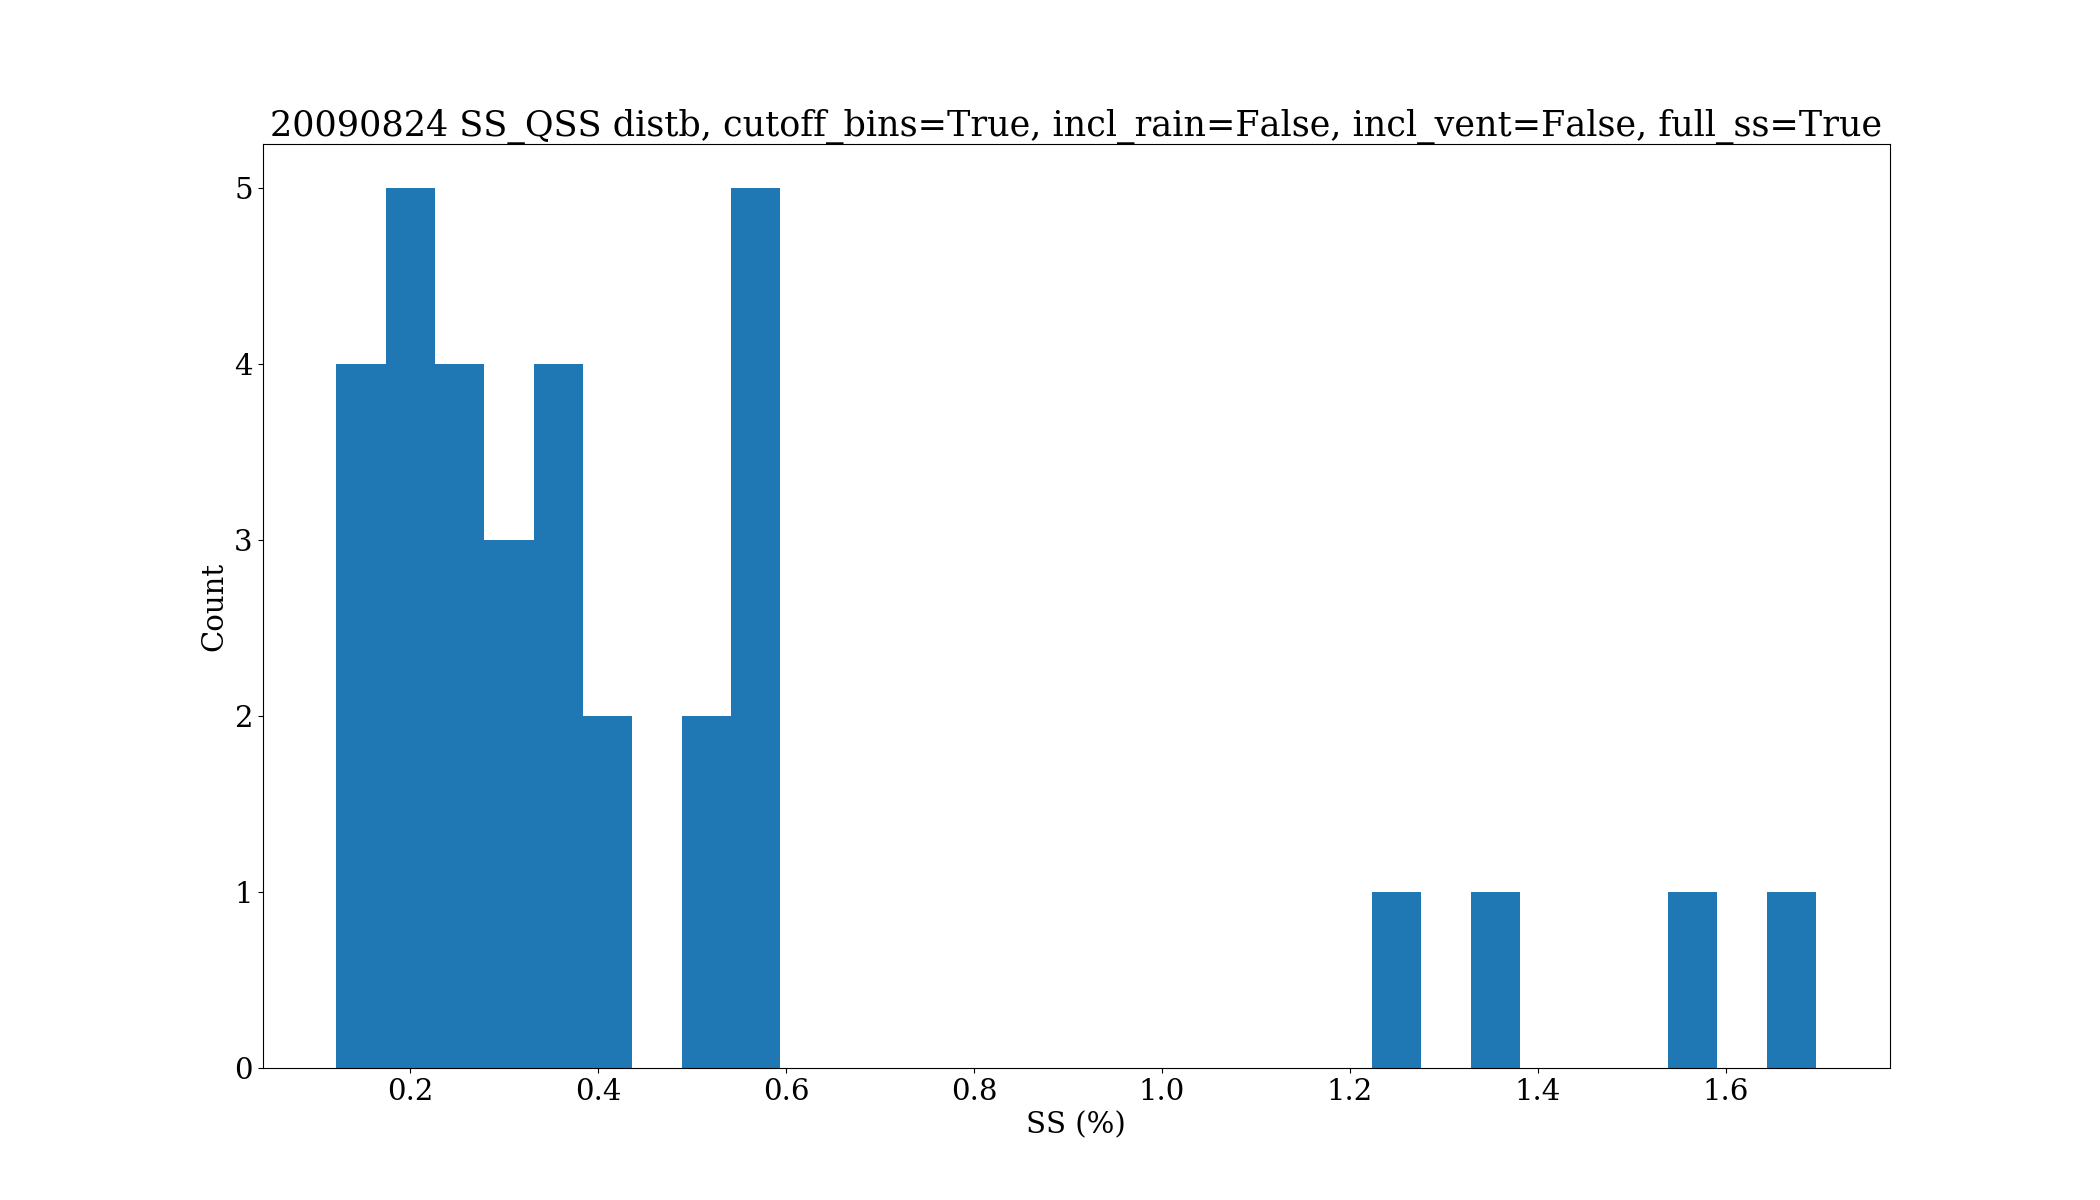 20090824 SS_QSS distb, cutoff_bins=True, incl_rain=False, incl_vent=False, full_ss=True
5
4
3
2
1
0
Count
0.2 0.4 0.6 0.8 1.0 1.2 1.4 1.6
SS (%)